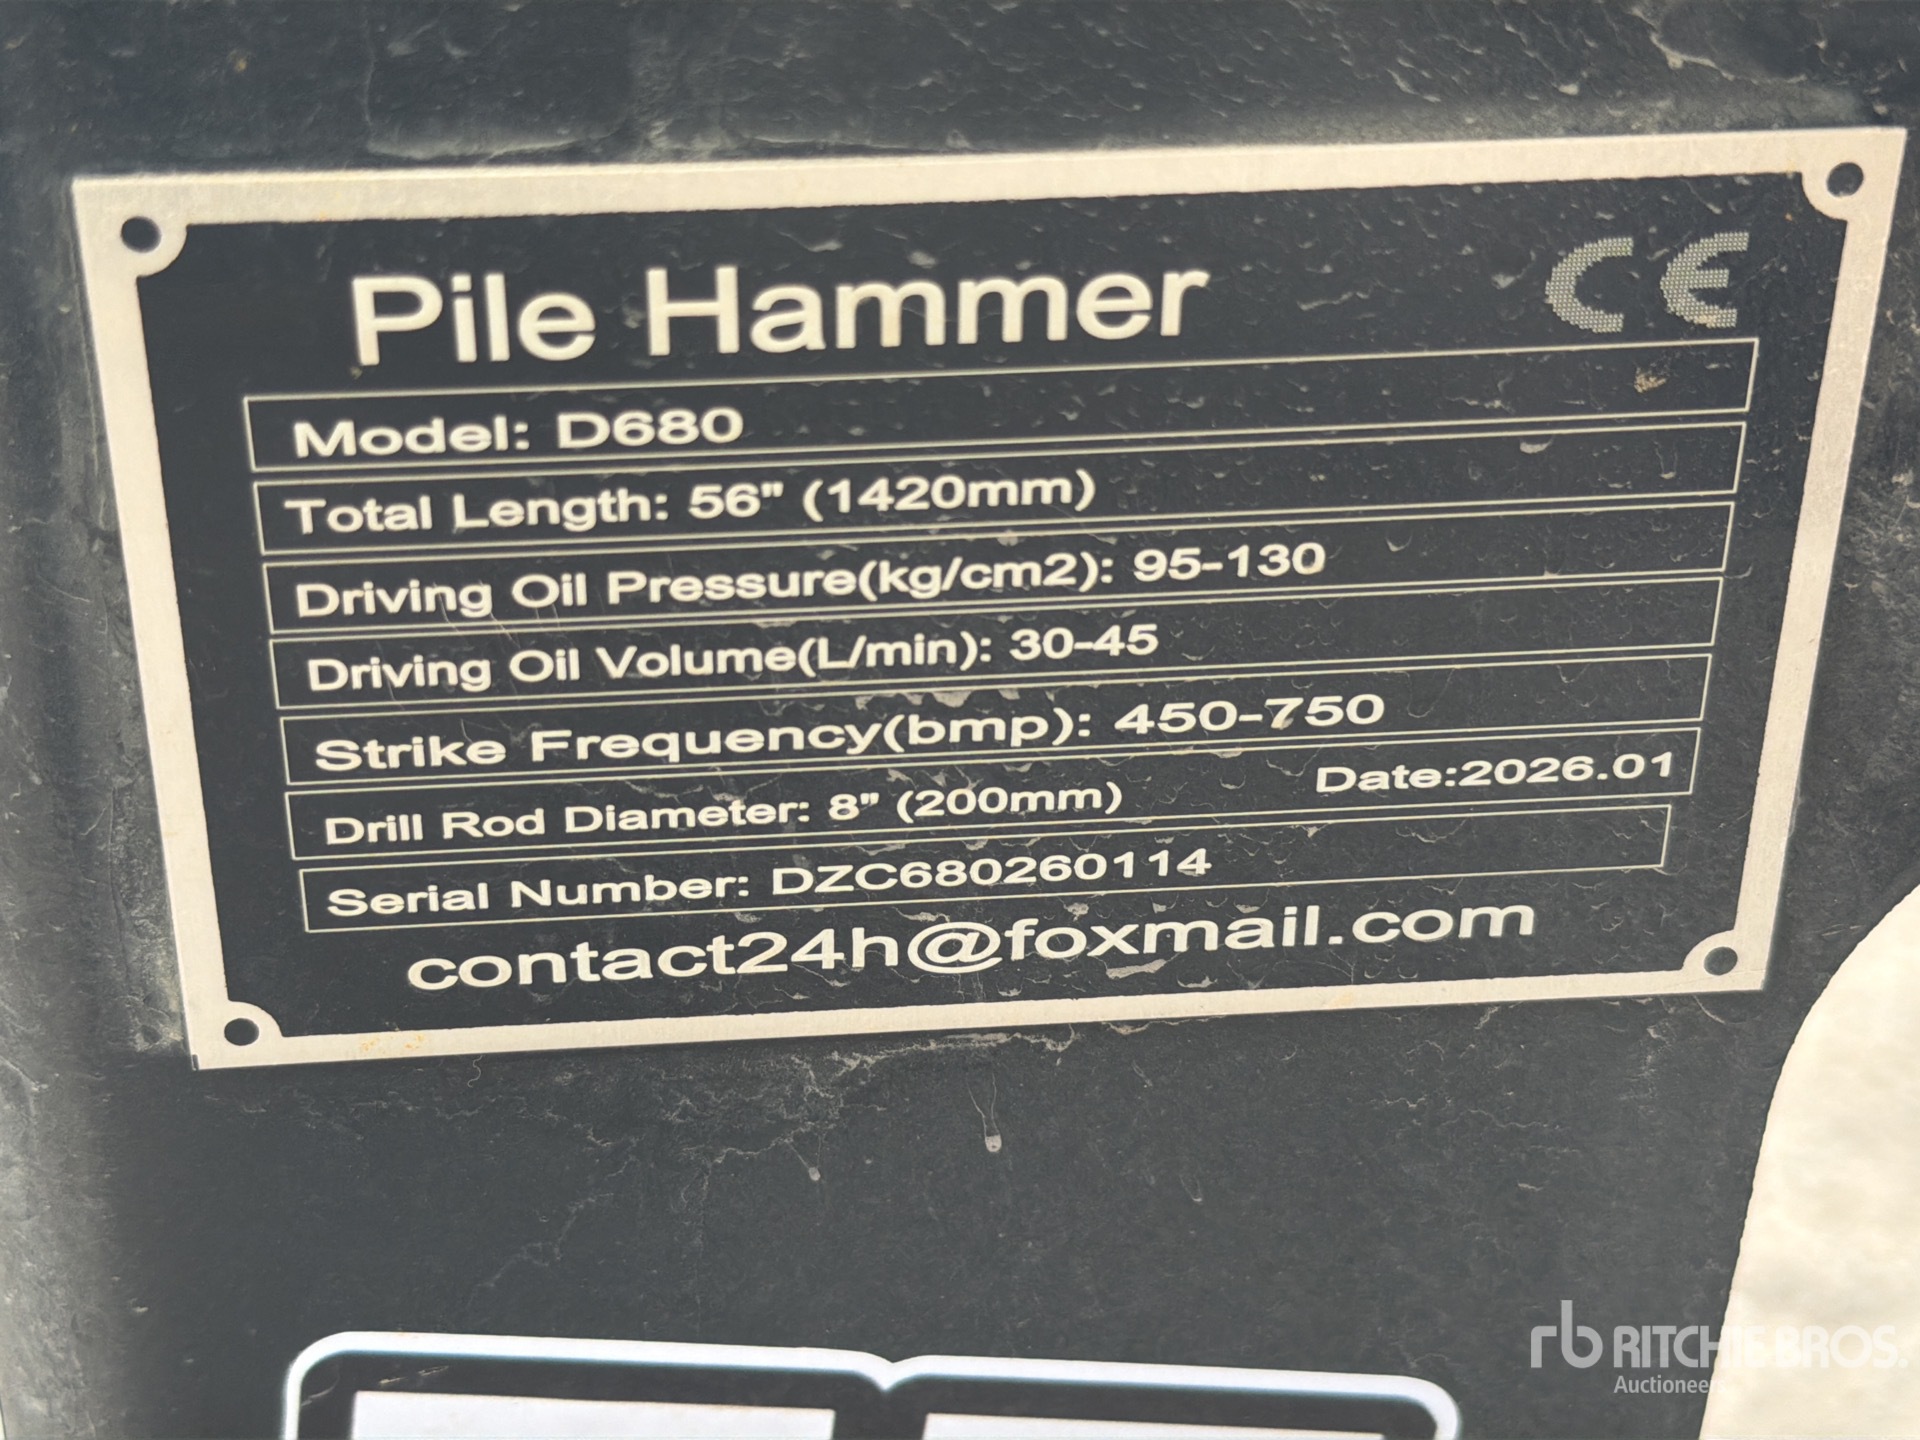 Pile Hammer CE
Model: D680
Total Length: 56" (1420mm)
Driving Oil Pressure(kg/cm2): 95-130
Driving Oil Volume(L/min): 30-45
Strike Frequency(bmp): 450-750
Drill Rod Diameter: 8" (200mm) Date:2026.01
Serial Number: DZC680260114
contact24h@foxmail.com
rb RITCHIE BROS.
Auctioneers